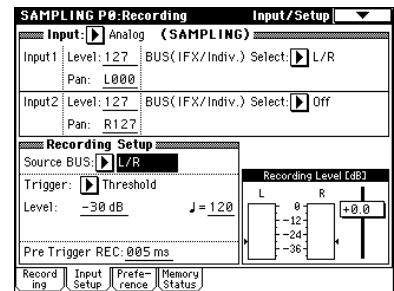 SAMPLING P0:Recording Input/Setup
Input: Analog (SAMPLING)
Input1 Level: 127 BUS(IFX/Indiv.) Select: L/R
Pan: L000
Input2 Level: 127 BUS(IFX/Indiv.) Select: Off
Pan: R127
Recording Setup
Source BUS: L/R
Trigger: Threshold
Level: -30 dB ♩= 120
Pre Trigger REC: 005 ms
Recording Level [dB]
L R
0 +0.0
-12
-24
-36
Record
ing
Input
Setup
Prefe-
rence
Memory
Status